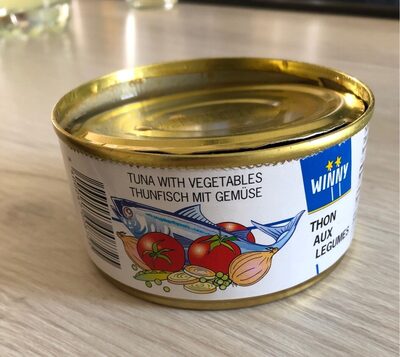 TUNA WITH VEGETABLES
THUNFISCH MIT GEMÜSE
WINNY
THON
AUX
LEGUMES